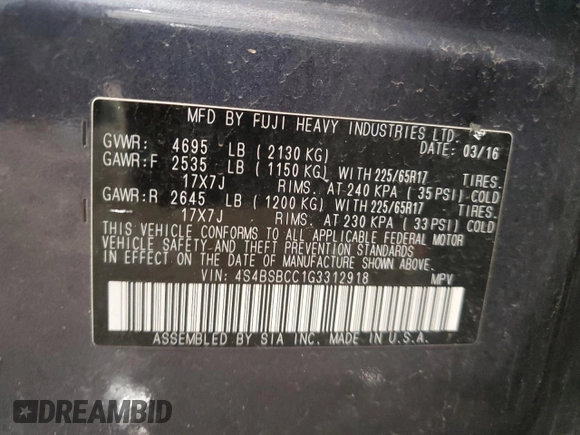 MFD BY FUJI HEAVY INDUSTRIES LTD.
GVWR: 4695 LB ( 2130 KG) DATE: 03/16
GAWR:F 2535 LB ( 1150 KG) WITH 225/65R17 TIRES.
17X7J RIMS. AT 240 KPA ( 35 PSI) COLD
GAWR:R 2645 LB ( 1200 KG) WITH 225/65R17 TIRES.
17X7J RIMS. AT 230 KPA ( 33 PSI) COLD
THIS VEHICLE CONFORMS TO ALL APPLICABLE FEDERAL MOTOR
VEHICLE SAFETY AND THEFT PREVENTION STANDARDS
IN EFFECT ON THE DATE OF MANUFACTURE SHOWN ABOVE.
VIN: 4S4BSBCC1G3312918 MPV
ASSEMBLED BY SIA INC. MADE IN U.S.A.
DREAMBID